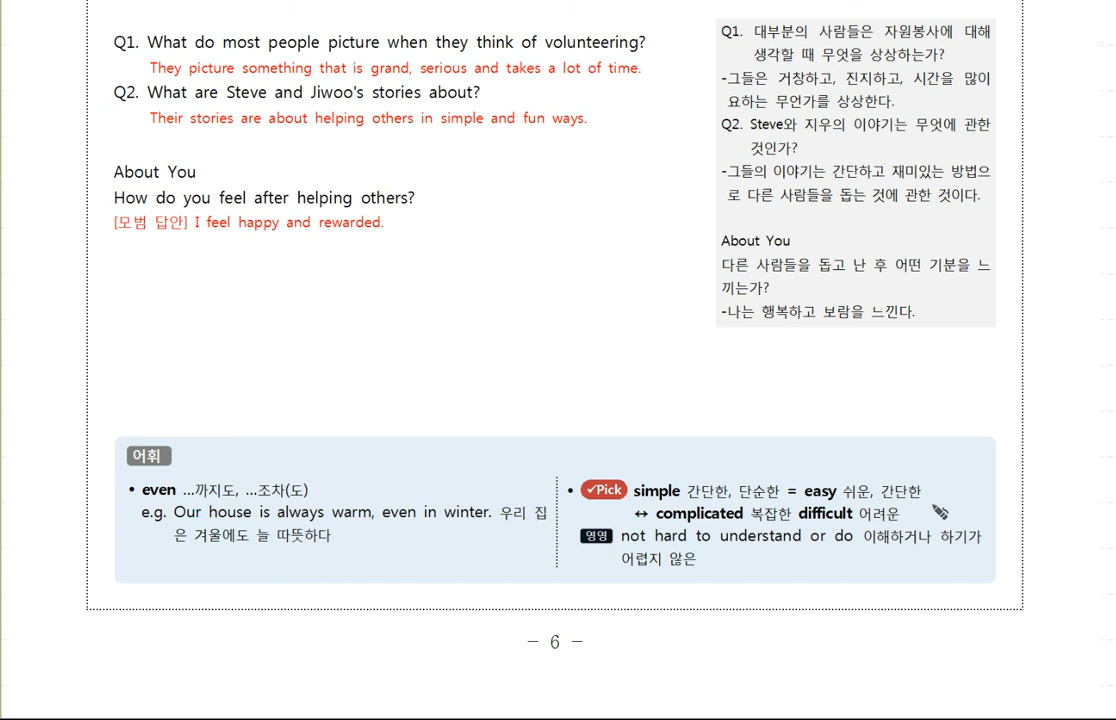 Q1. What do most people picture when they think of volunteering?
They picture something that is grand, serious and takes a lot of time.
Q2. What are Steve and Jiwoo's stories about?
Their stories are about helping others in simple and fun ways.
About You
How do you feel after helping others?
[모범 답안] I feel happy and rewarded.
Q1. 대부분의 사람들은 자원봉사에 대해
생각할 때 무엇을 상상하는가?
-그들은 거창하고, 진지하고, 시간을 많이
요하는 무언가를 상상한다.
Q2. Steve와 지우의 이야기는 무엇에 관한
것인가?
-그들의 이야기는 간단하고 재미있는 방법으
로 다른 사람들을 돕는 것에 관한 것이다.
About You
다른 사람들을 돕고 난 후 어떤 기분을 느
끼는가?
-나는 행복하고 보람을 느낀다.
어휘
• even …까지도, …조차(도)
e.g. Our house is always warm, even in winter. 우리 집
은 겨울에도 늘 따뜻하다
• ✓Pick simple 간단한, 단순한 = easy 쉬운, 간단한
↔ complicated 복잡한 difficult 어려운
영영 not hard to understand or do 이해하거나 하기가
어렵지 않은
- 6 -